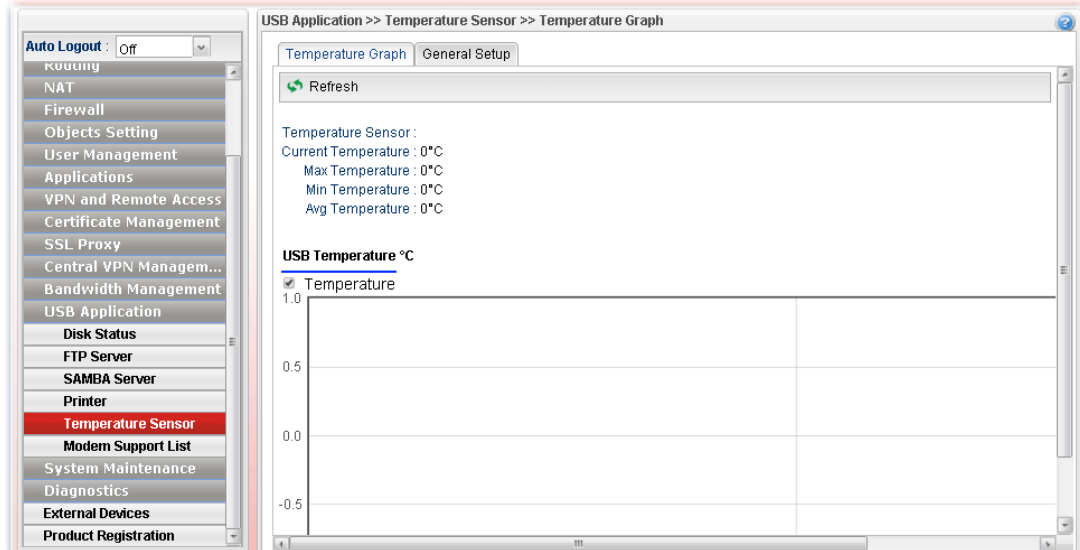 USB Application >> Temperature Sensor >> Temperature Graph
Auto Logout : Off
Routing
NAT
Firewall
Objects Setting
User Management
Applications
VPN and Remote Access
Certificate Management
SSL Proxy
Central VPN Managem...
Bandwidth Management
USB Application
Disk Status
FTP Server
SAMBA Server
Printer
Temperature Sensor
Modem Support List
System Maintenance
Diagnostics
External Devices
Product Registration
Temperature Graph
General Setup
Refresh
Temperature Sensor :
Current Temperature : 0°C
Max Temperature : 0°C
Min Temperature : 0°C
Avg Temperature : 0°C
USB Temperature °C
Temperature
1.0
0.5
0.0
-0.5